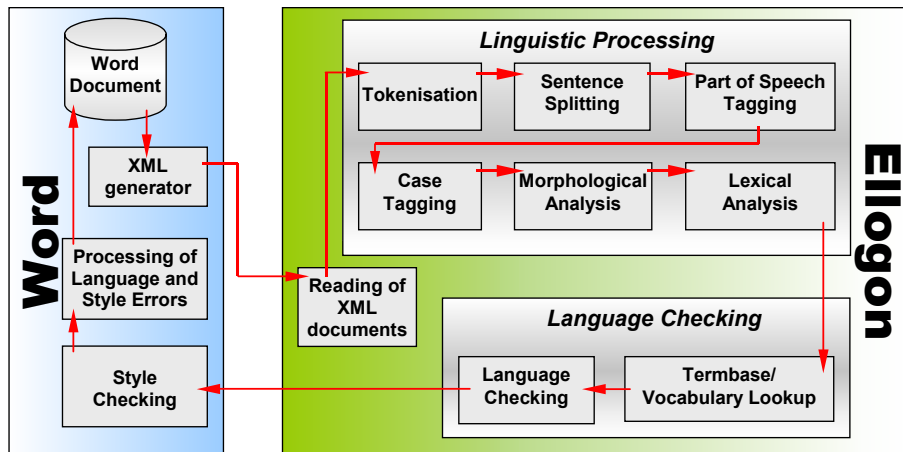 Word
Word
Document
XML
generator
Processing of
Language and
Style Errors
Style
Checking
Ellogon
Linguistic Processing
Tokenisation
Sentence
Splitting
Part of Speech
Tagging
Case
Tagging
Morphological
Analysis
Lexical
Analysis
Reading of
XML
documents
Language Checking
Language
Checking
Termbase/
Vocabulary Lookup